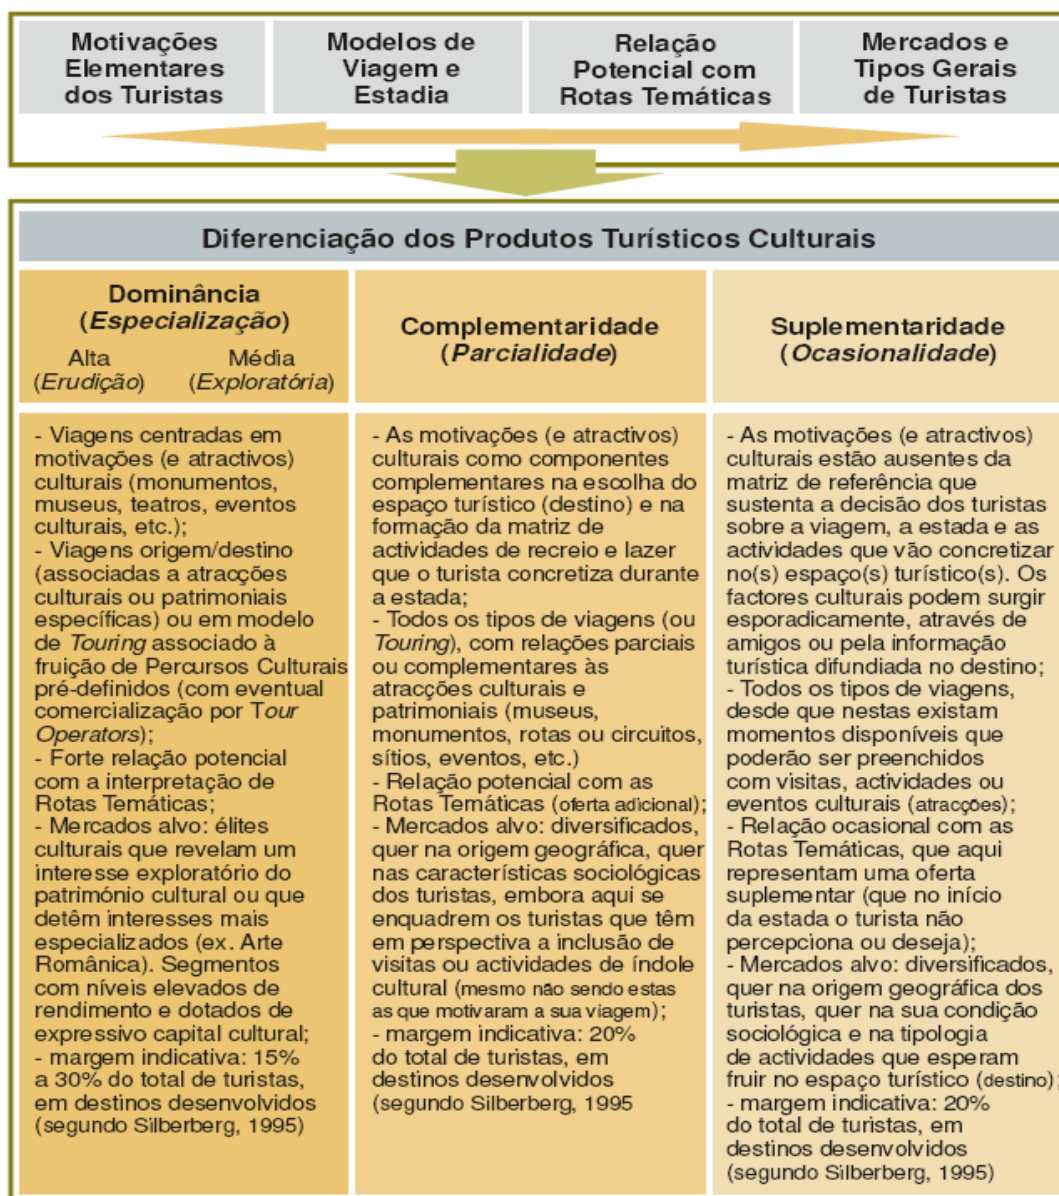 Motivações
Elementares
dos Turistas
Modelos de
Viagem e
Estadia
Relação
Potencial com
Rotas Temáticas
Mercados e
Tipos Gerais
de Turistas
Diferenciação dos Produtos Turísticos Culturais
Dominância
(Especialização)
Alta
(Erudição)
Média
(Exploratória)
Complementaridade
(Parcialidade)
Suplementaridade
(Ocasionalidade)
- Viagens centradas em
motivações (e atractivos)
culturais (monumentos,
museus, teatros, eventos
culturais, etc.);
- Viagens origem/destino
(associadas a atracções
culturais ou patrimoniais
específicas) ou em modelo
de Touring associado à
fruição de Percursos Culturais
pré-definidos (com eventual
comercialização por Tour
Operators);
- Forte relação potencial
com a interpretação de
Rotas Temáticas;
- Mercados alvo: élites
culturais que revelam um
interesse exploratório do
património cultural ou que
detêm interesses mais
especializados (ex. Arte
Românica). Segmentos
com níveis elevados de
rendimento e dotados de
expressivo capital cultural;
- margem indicativa: 15%
a 30% do total de turistas,
em destinos desenvolvidos
(segundo Silberberg, 1995)
- As motivações (e atractivos)
culturais como componentes
complementares na escolha do
espaço turístico (destino) e na
formação da matriz de
actividades de recreio e lazer
que o turista concretiza durante
a estada;
- Todos os tipos de viagens (ou
Touring), com relações parciais
ou complementares às
atracções culturais e
patrimoniais (museus,
monumentos, rotas ou circuitos,
sítios, eventos, etc.)
- Relação potencial com as
Rotas Temáticas (oferta adicional);
- Mercados alvo: diversificados,
quer na origem geográfica, quer
nas características sociológicas
dos turistas, embora aqui se
enquadrem os turistas que têm
em perspectiva a inclusão de
visitas ou actividades de índole
cultural (mesmo não sendo estas
as que motivaram a sua viagem);
- margem indicativa: 20%
do total de turistas, em
destinos desenvolvidos
(segundo Silberberg, 1995
- As motivações (e atractivos)
culturais estão ausentes da
matriz de referência que
sustenta a decisão dos turistas
sobre a viagem, a estada e as
actividades que vão concretizar
no(s) espaço(s) turístico(s). Os
factores culturais podem surgir
esporadicamente, através de
amigos ou pela informação
turística difundiada no destino;
- Todos os tipos de viagens,
desde que nestas existam
momentos disponíveis que
poderão ser preenchidos
com visitas, actividades ou
eventos culturais (atracções);
- Relação ocasional com as
Rotas Temáticas, que aqui
representam uma oferta
suplementar (que no início
da estada o turista não
percepciona ou deseja);
- Mercados alvo: diversificados,
quer na origem geográfica dos
turistas, quer na sua condição
sociológica e na tipologia
de actividades que esperam
fruir no espaço turístico (destino);
- margem indicativa: 20%
do total de turistas, em
destinos desenvolvidos
(segundo Silberberg, 1995)